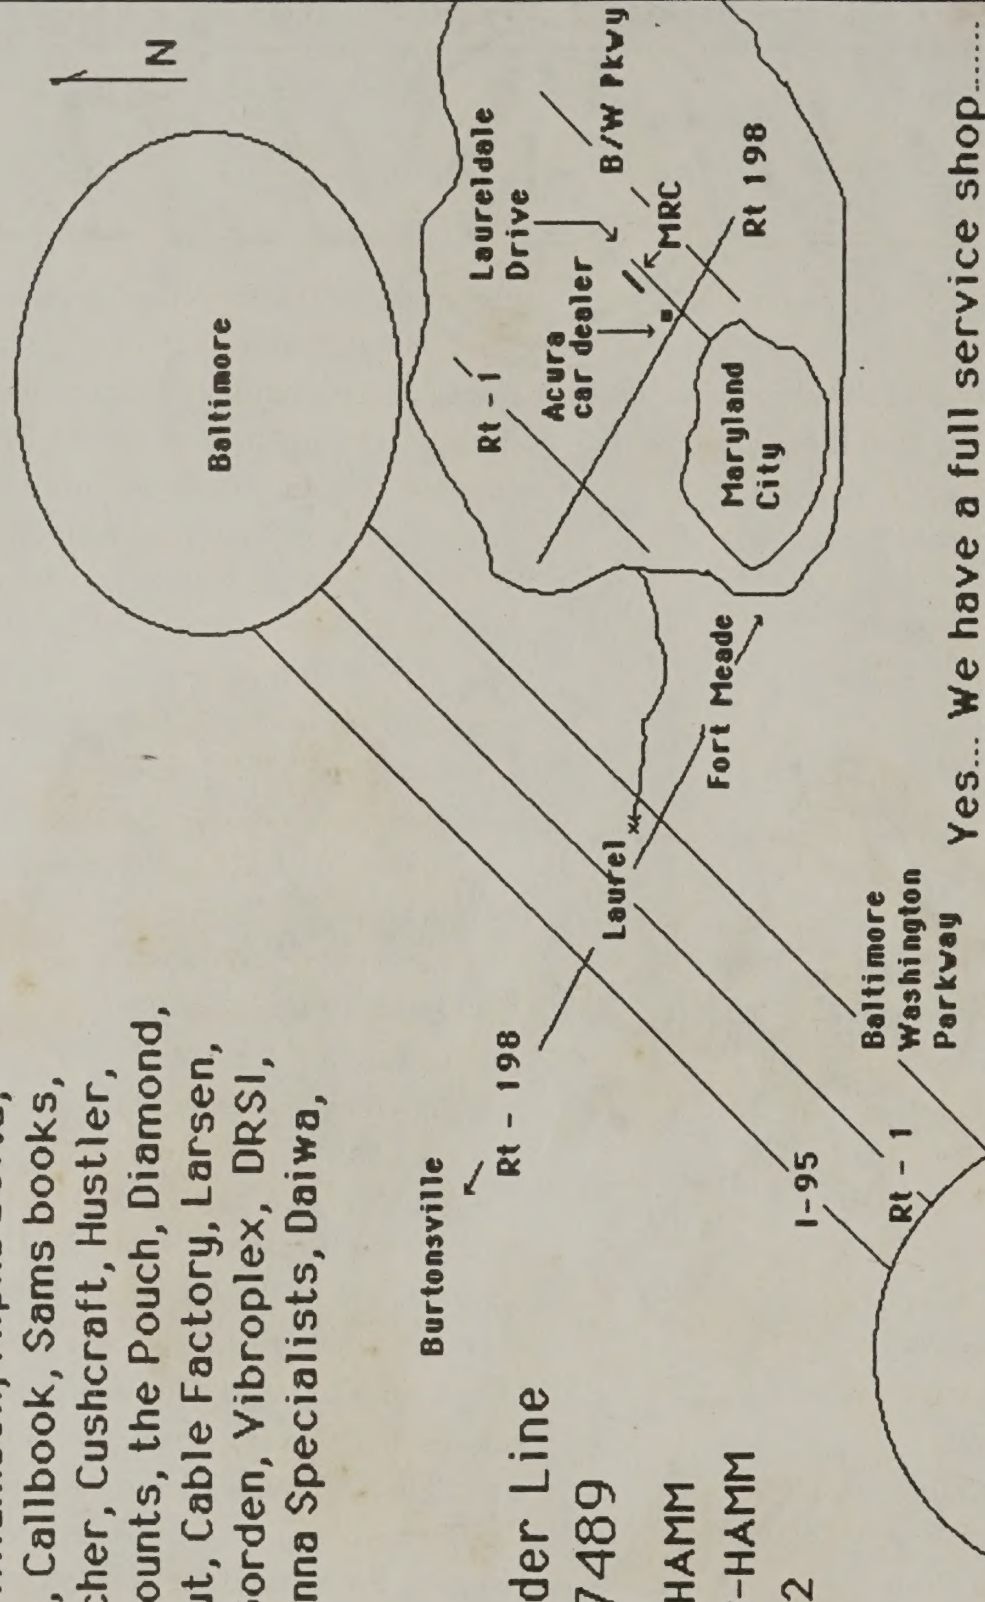 , Callbook, Sams books,
cher, Cushcraft, Hustler,
ounts, the Pouch, Diamond,
ut, Cable Factory, Larsen,
orden, Vibroplex, DRSI,
nna Specialists, Daiwa,
N
Baltimore
Burtonsville
Rt - 198
Laurel
Fort Meade
I-95
Rt - 1
Baltimore
Washington
Parkway
Rt - 1
Laureldale
Drive
Acura
car dealer
B/W Pkwy
MRC
Rt 198
Maryland
City
der Line
7489
HAMM
-HAMM
2
Yes... We have a full service shop.......